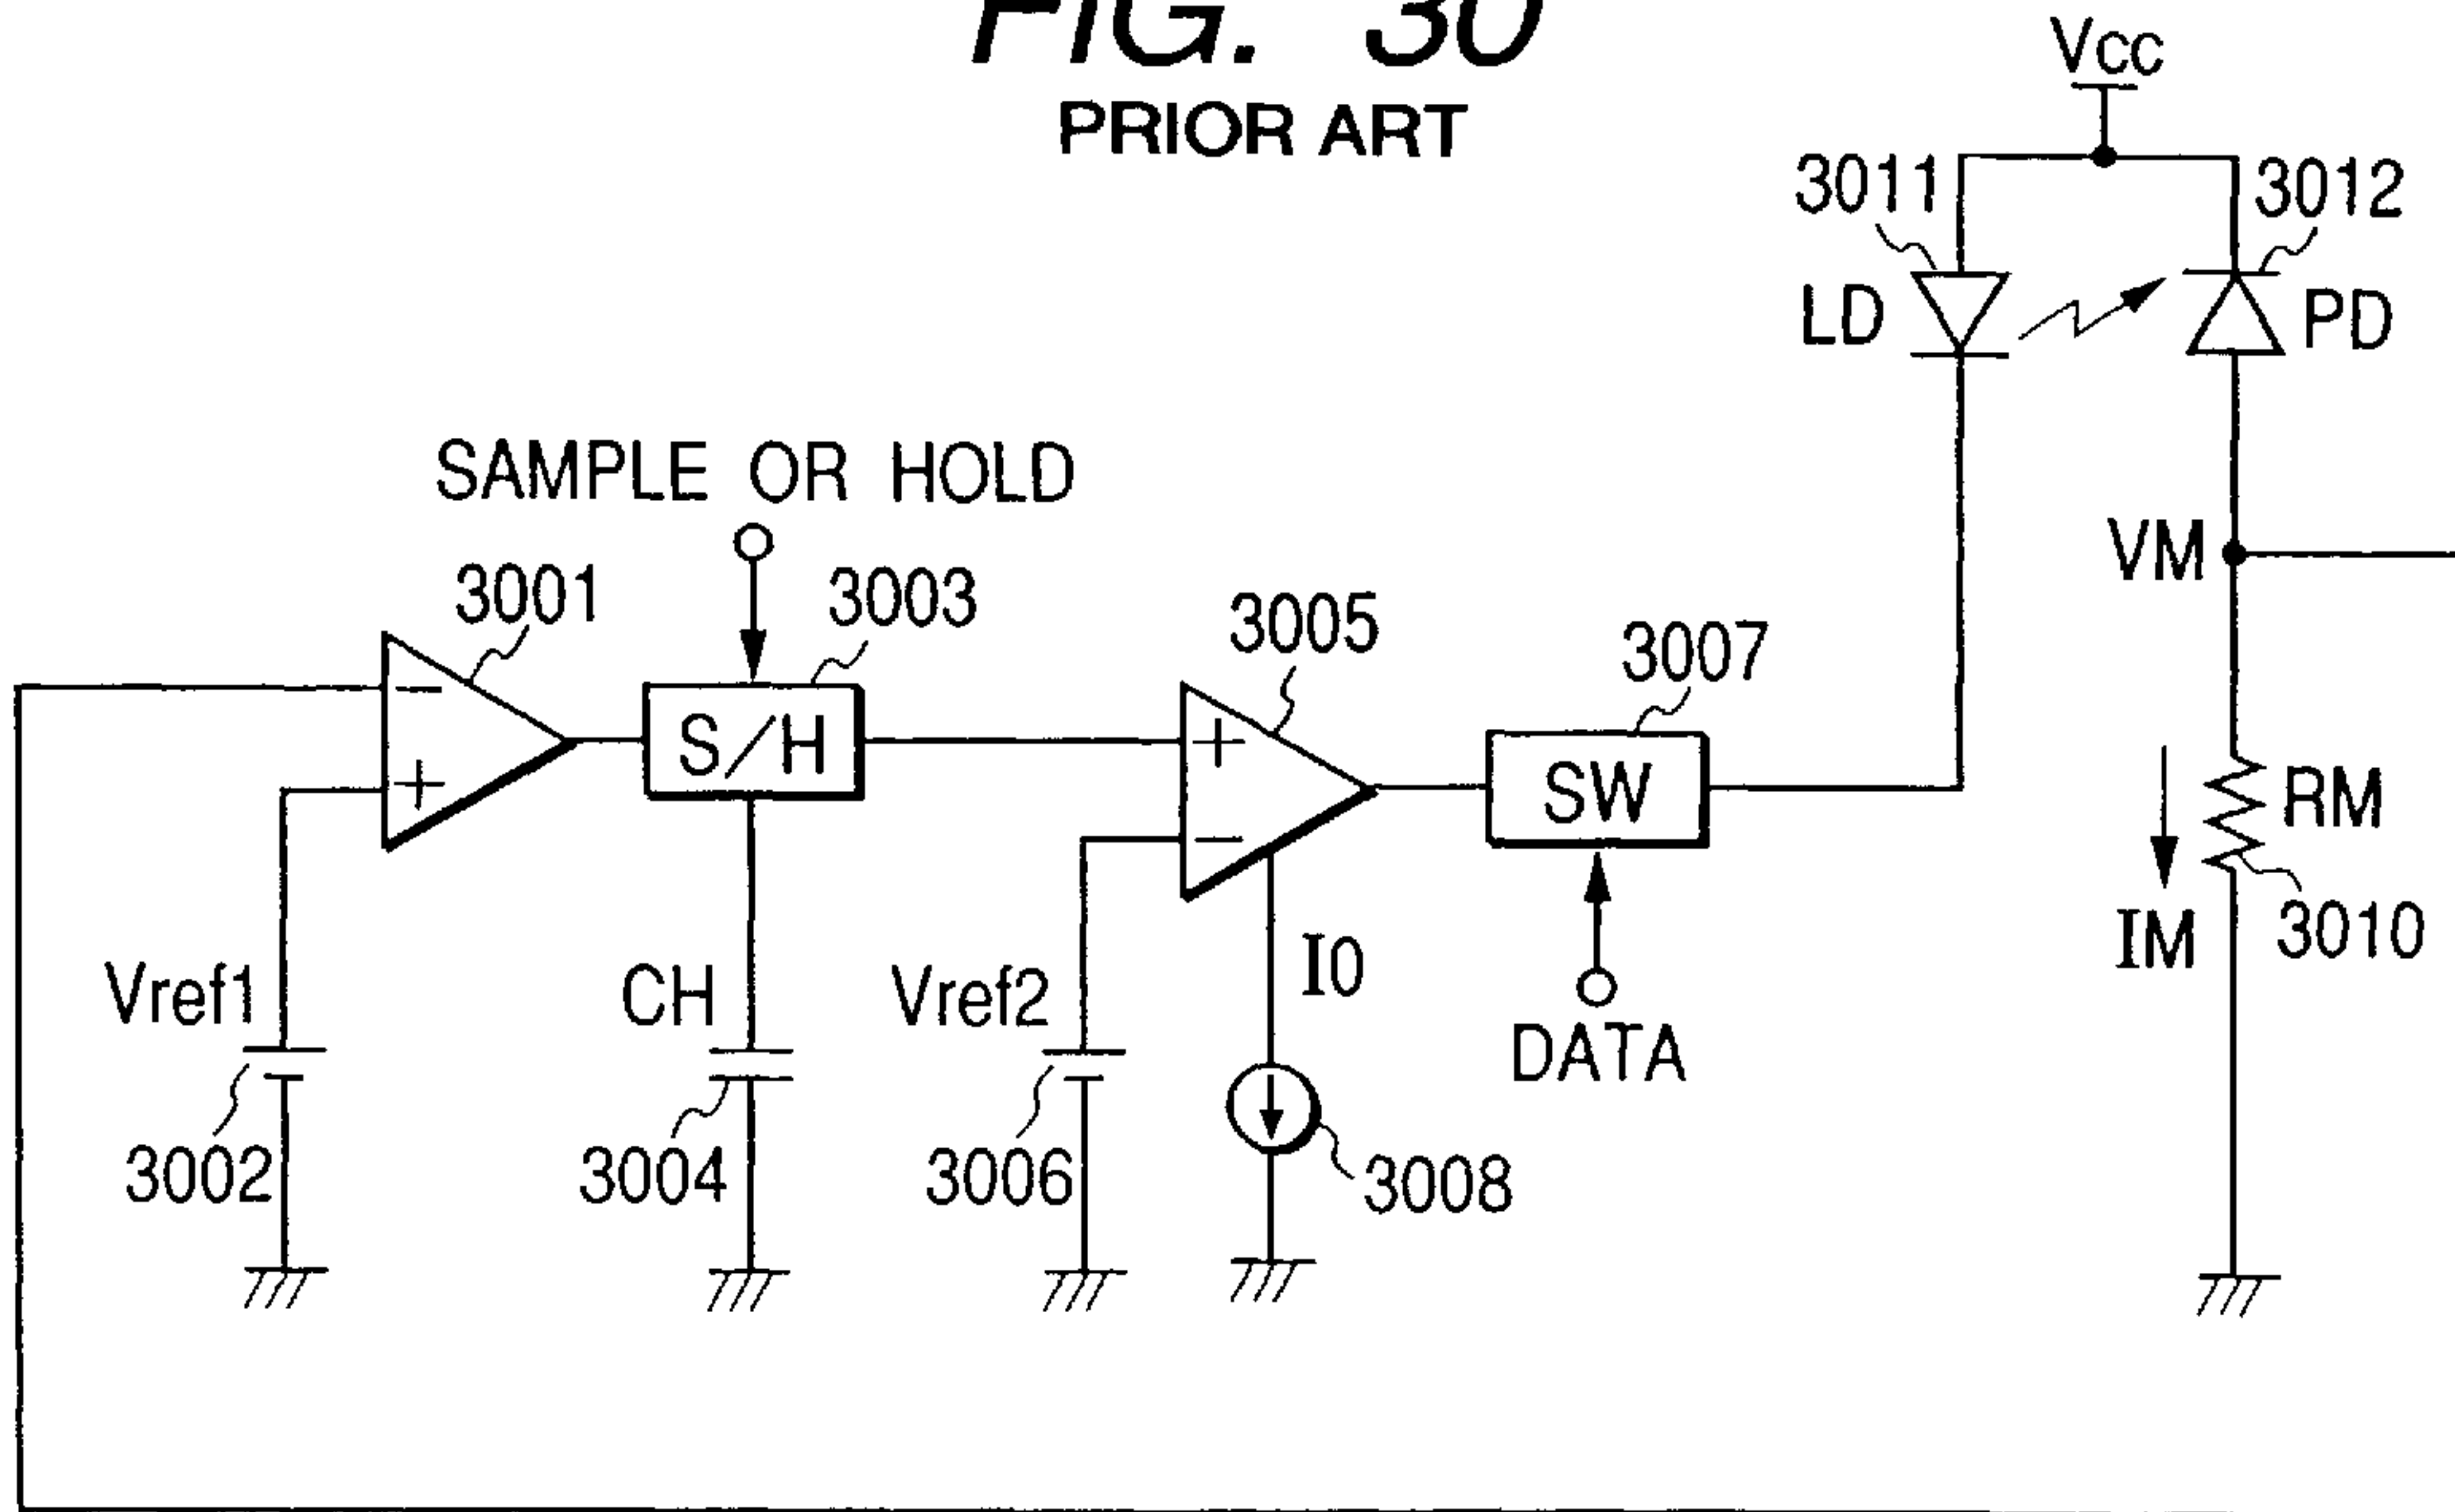 FIG. 30
PRIOR ART
Vcc
3011
3012
LD
PD
SAMPLE OR HOLD
VM
3001
3003
3005
3007
−
+
S/H
+
−
SW
RM
IM
3010
Vref1
CH
Vref2
I0
DATA
3002
3004
3006
3008